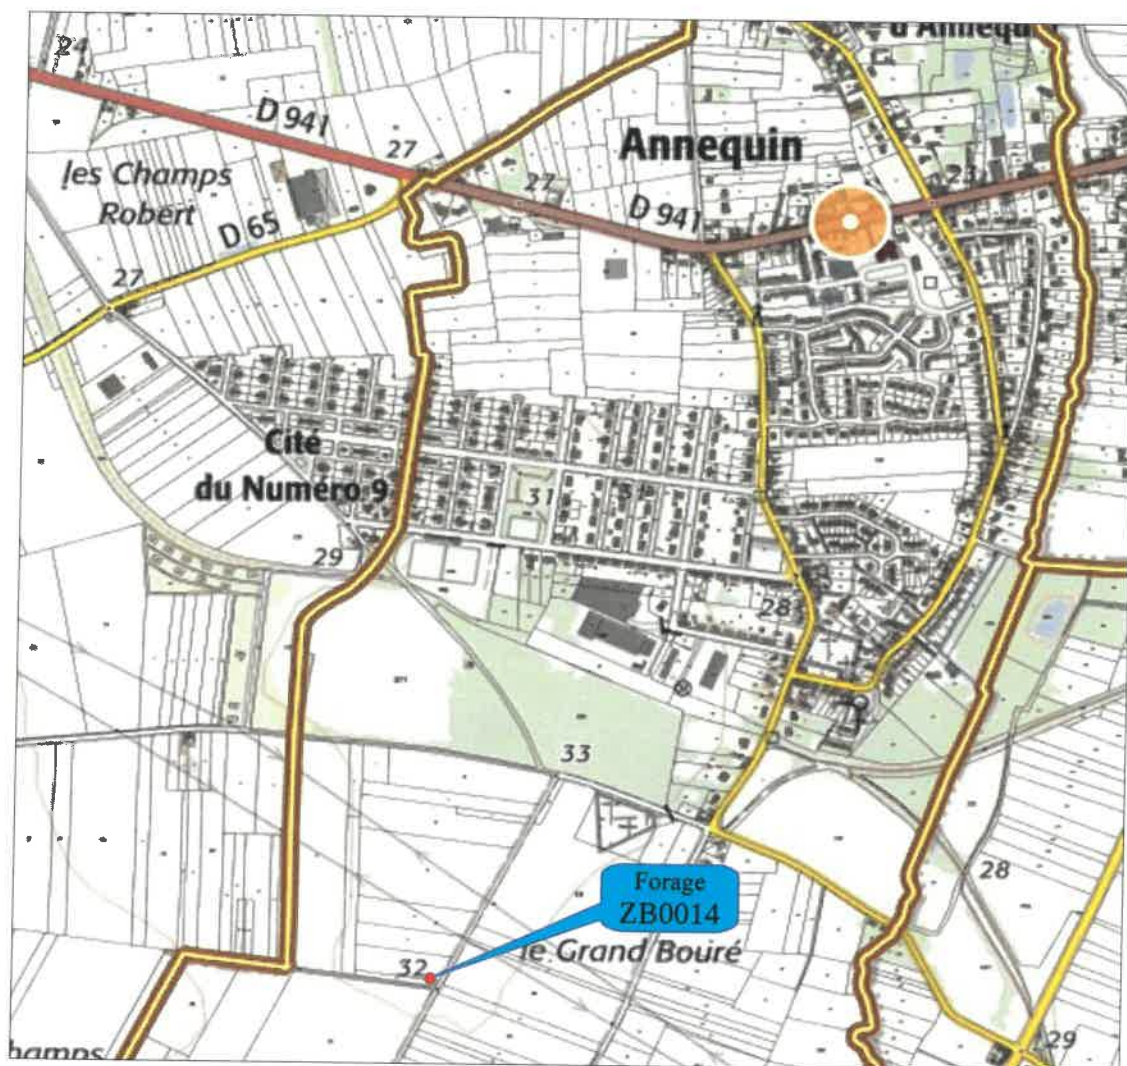 24
d'Annequi
D 941
27
Annequin
les Champs
Robert
27
23
D 941
D 65
27
Cité
du Numéro 9
31
31
29
28
33
28
Forage
ZB0014
le Grand Bouré
32
29
hamps